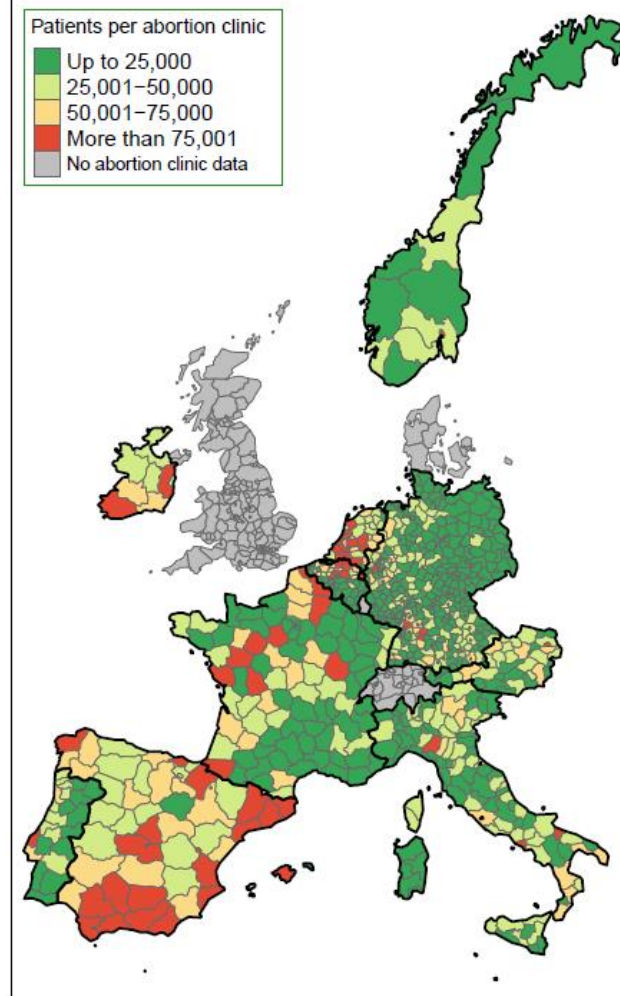 Patients per abortion clinic
Up to 25,000
25,001−50,000
50,001−75,000
More than 75,001
No abortion clinic data